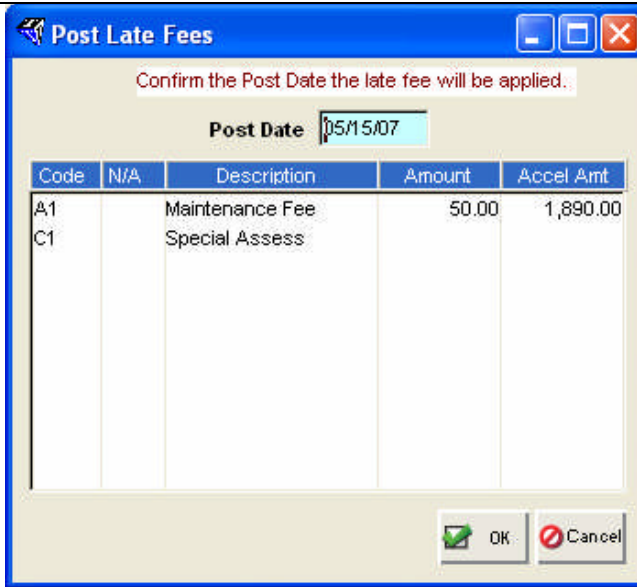 Post Late Fees
Confirm the Post Date the late fee will be applied.
Post Date 05/15/07
Code N/A Description Amount Accel Amt
A1 Maintenance Fee 50.00 1,890.00
C1 Special Assess
OK Cancel